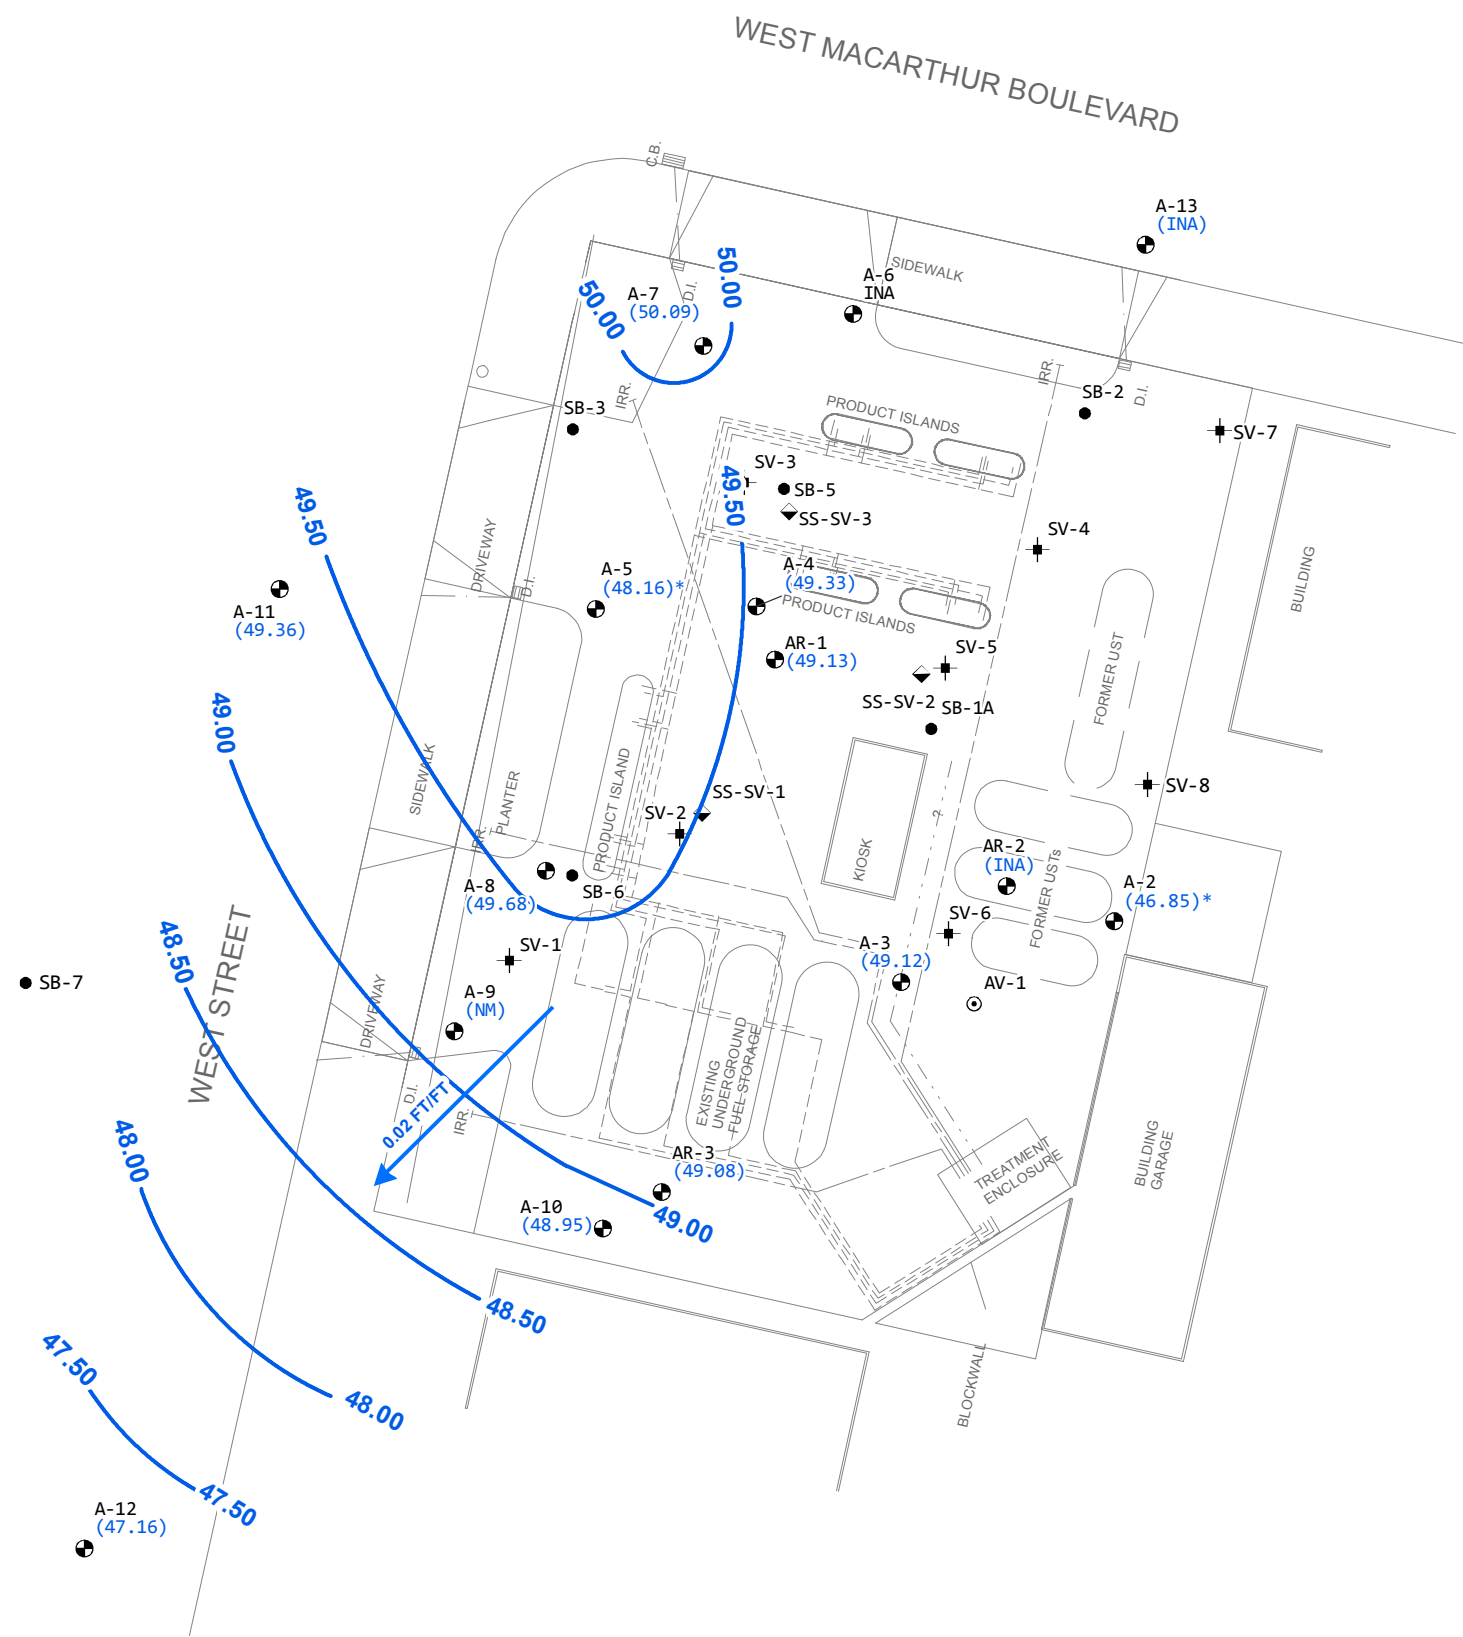 WEST MACARTHUR BOULEVARD
C.B.
A-13
(INA)
SIDEWALK
A-6
INA
50.00
50.00
A-7
(50.09)
D.I.
IRR.
IRR.
D.I.
SB-2
SB-3
PRODUCT ISLANDS
SV-7
SV-3
49.50
SB-5
SS-SV-3
49.50
SV-4
DRIVEWAY
D.I.
A-5
(48.16)*
A-4
(49.33)
PRODUCT ISLANDS
BUILDING
A-11
(49.36)
AR-1
(49.13)
SV-5
SS-SV-2
SB-1A
FORMER UST
49.00
SIDEWALK
PLANTER
PRODUCT ISLAND
SS-SV-1
SV-2
SV-8
?
IRR.
KIOSK
AR-2
(INA)
FORMER USTs
A-2
(46.85)*
A-8
(49.68)
SB-6
SV-6
48.50
SV-1
A-3
(49.12)
SB-7
WEST STREET
DRIVEWAY
A-9
(NM)
AV-1
EXISTING
UNDERGROUND
FUEL STORAGE
D.I.
0.02 FT/FT
IRR.
48.00
AR-3
(49.08)
TREATMENT
ENCLOSURE
BUILDING
GARAGE
A-10
(48.95)
49.00
48.50
47.50
48.00
BLOCKWALL
47.50
A-12
(47.16)